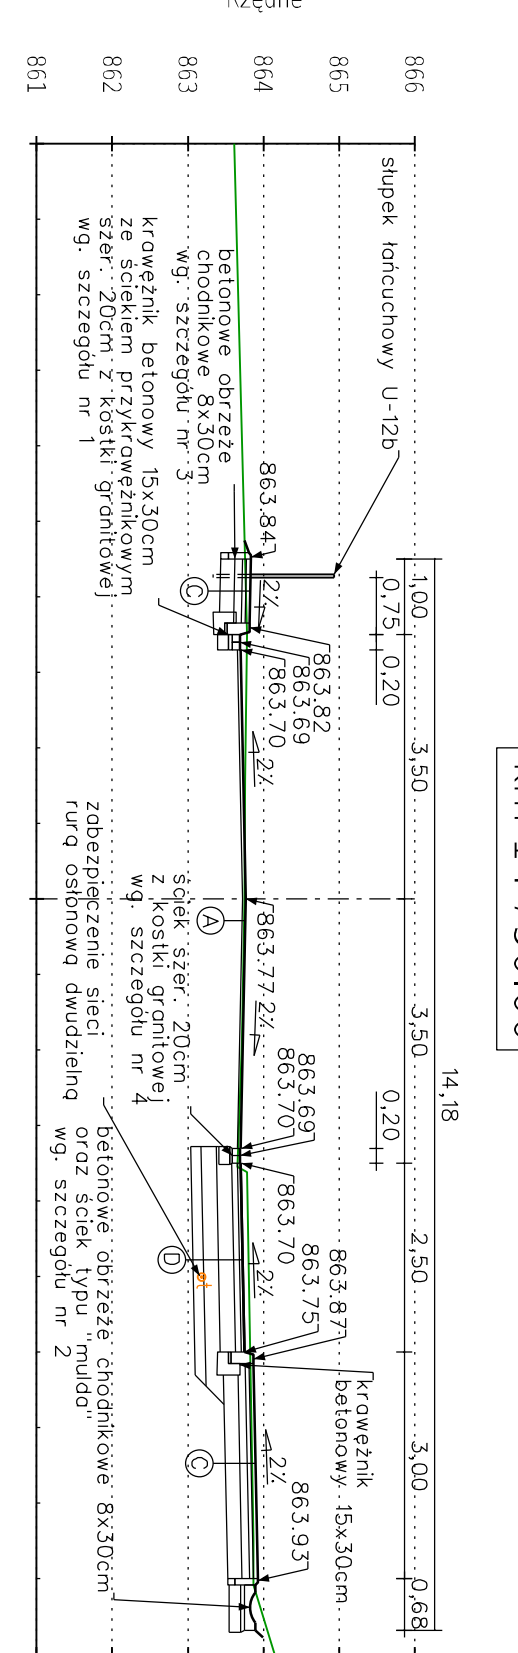 Rzędne
866
865
864
863
862
861
14,18
1,00
3,50
3,50
2,50
3,00
0,68
0,75
0,20
0,20
słupek łańcuchowy U-12b
betonowe obrzeże
chodnikowe 8x30cm
wg. szczegółu nr 3
krawężnik betonowy 15x30cm
ze ściekiem przykrawężnikowym
szer. 20cm z kostki granitowej
wg. szczegółu nr 1
863.84
2%
863.82
863.69
863.70
2%
C
863.77
2%
A
ściek szer. 20cm
z kostki granitowej
wg. szczegółu nr 4
zabezpieczenie sieci
rurą osłonową dwudzielną
863.69
863.70
863.70
2%
D
t
863.87
863.75
krawężnik
betonowy 15x30cm
2%
863.93
C
betonowe obrzeże chodnikowe 8x30cm
oraz ściek typu "mulda"
wg. szczegółu nr 2